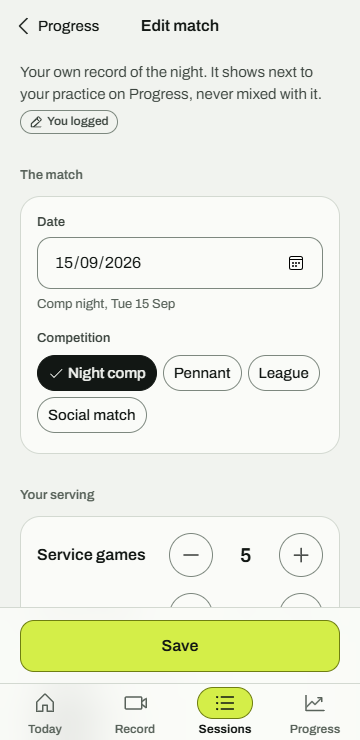 Progress
Edit match
Your own record of the night. It shows next to
your practice on Progress, never mixed with it.
You logged
The match
Date
15/09/2026
Comp night, Tue 15 Sep
Competition
Night comp
Pennant
League
Social match
Your serving
Service games
5
Save
Today
Record
Sessions
Progress